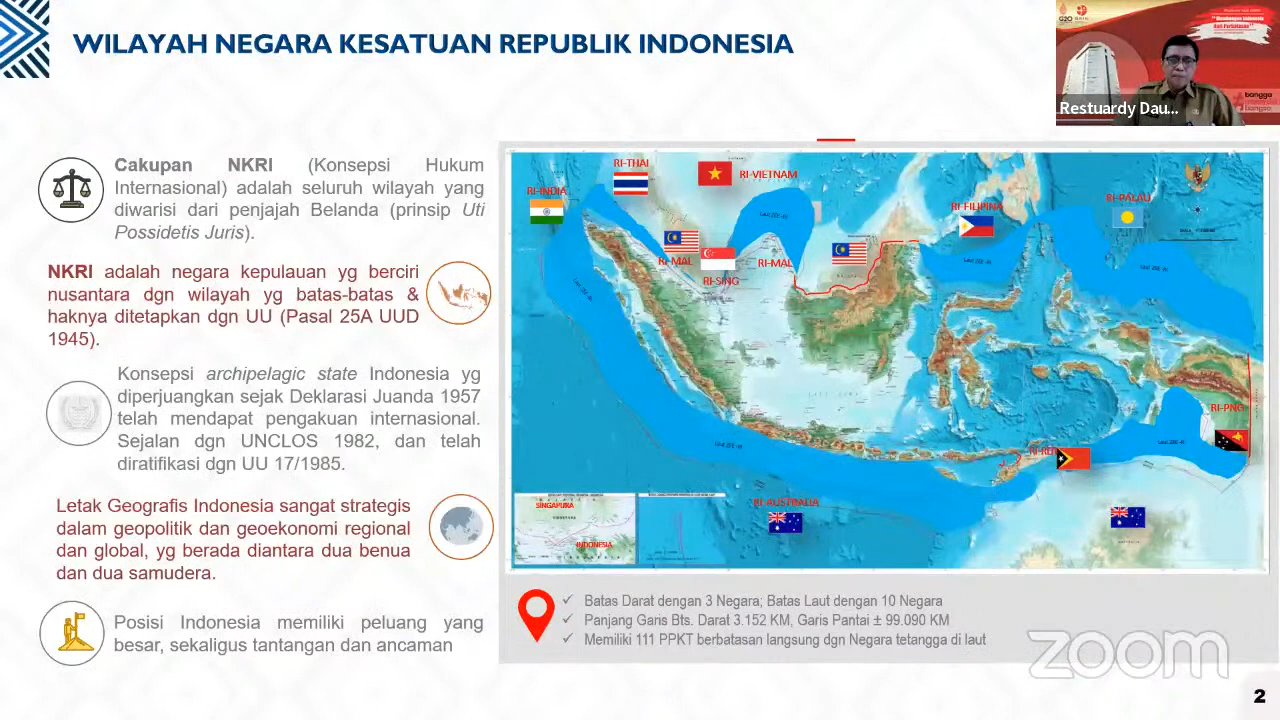 WILAYAH NEGARA KESATUAN REPUBLIK INDONESIA
G20
Restuardy Dau...
bangga
Cakupan NKRI (Konsepsi Hukum
Internasional) adalah seluruh wilayah yang
diwarisi dari penjajah Belanda (prinsip Uti
Possidetis Juris).
NKRI adalah negara kepulauan yg berciri
nusantara dgn wilayah yg batas-batas &
haknya ditetapkan dgn UU (Pasal 25A UUD
1945).
Konsepsi archipelagic state Indonesia yg
diperjuangkan sejak Deklarasi Juanda 1957
telah mendapat pengakuan internasional.
Sejalan dgn UNCLOS 1982, dan telah
diratifikasi dgn UU 17/1985.
Letak Geografis Indonesia sangat strategis
dalam geopolitik dan geoekonomi regional
dan global, yg berada diantara dua benua
dan dua samudera.
Posisi Indonesia memiliki peluang yang
besar, sekaligus tantangan dan ancaman
RI-THAI
RI-VIETNAM
RI-INDIA
RI-FILIPINA
RI-PALAU
RI-MAL
RI-SING
RI-MAL
RI-PNG
RI-AUSTRALIA
SINGAPURA
INDONESIA
Batas Darat dengan 3 Negara; Batas Laut dengan 10 Negara
Panjang Garis Bts. Darat 3.152 KM, Garis Pantai ± 99.090 KM
Memiliki 111 PPKT berbatasan langsung dgn Negara tetangga di laut
zoom
2